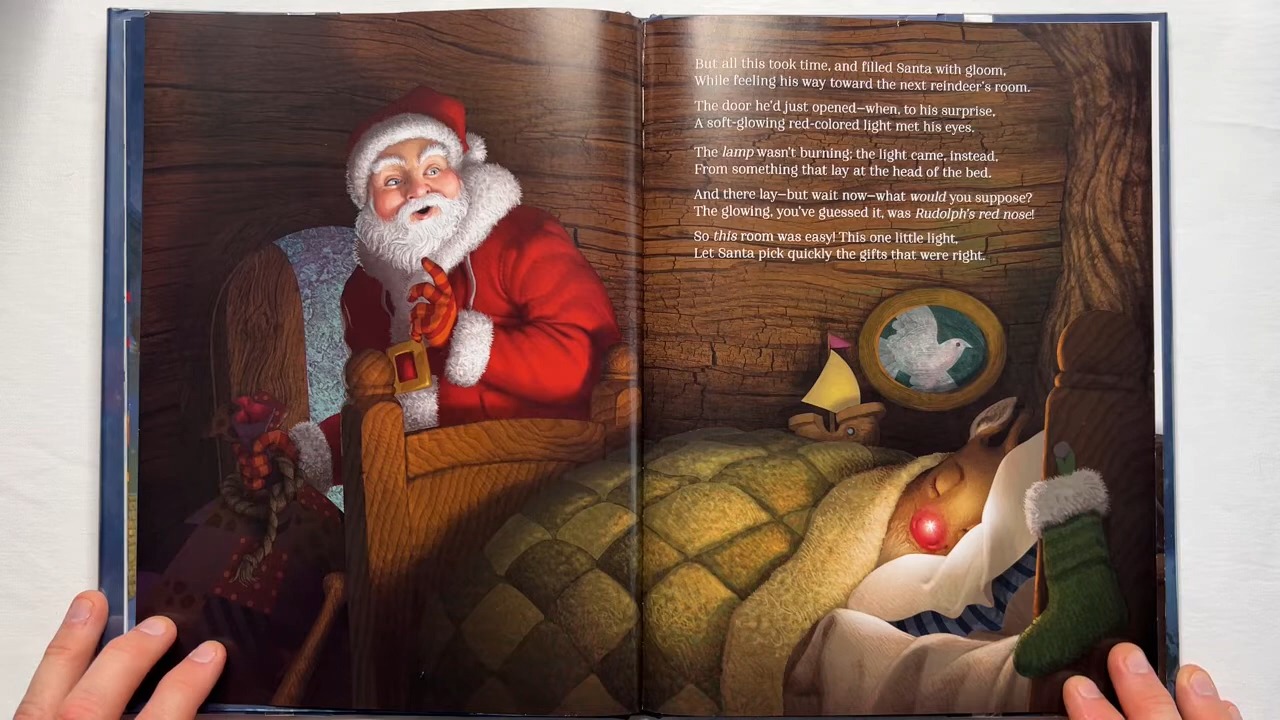 But all this took time, and filled Santa with gloom,
While feeling his way toward the next reindeer's room.
The door he'd just opened—when, to his surprise,
A soft-glowing red-colored light met his eyes.
The lamp wasn't burning; the light came, instead,
From something that lay at the head of the bed.
And there lay—but wait now—what would you suppose?
The glowing, you've guessed it, was Rudolph's red nose!
So this room was easy! This one little light,
Let Santa pick quickly the gifts that were right.